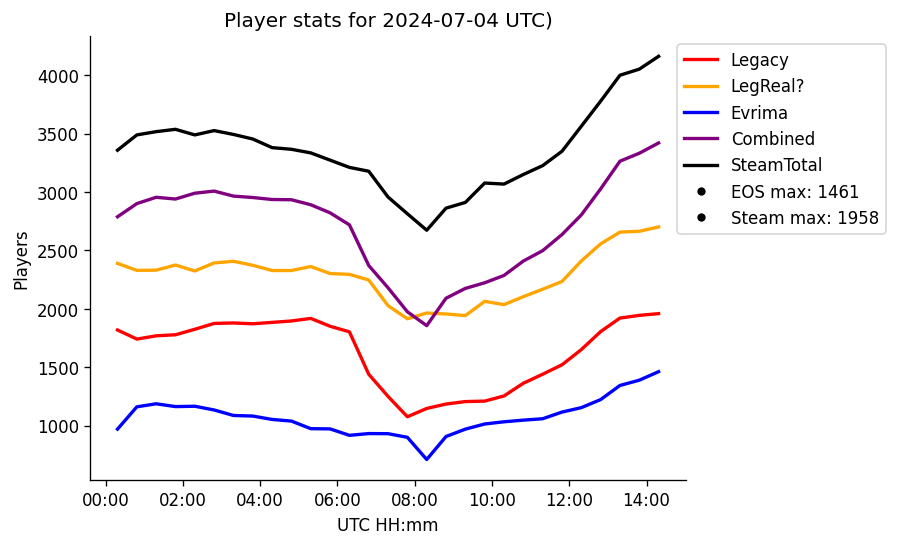 Player stats for 2024-07-04 UTC)
Players
4000
3500
3000
2500
2000
1500
1000
00:00 02:00 04:00 06:00 08:00 10:00 12:00 14:00
UTC HH:mm
Legacy
LegReal?
Evrima
Combined
SteamTotal
EOS max: 1461
Steam max: 1958